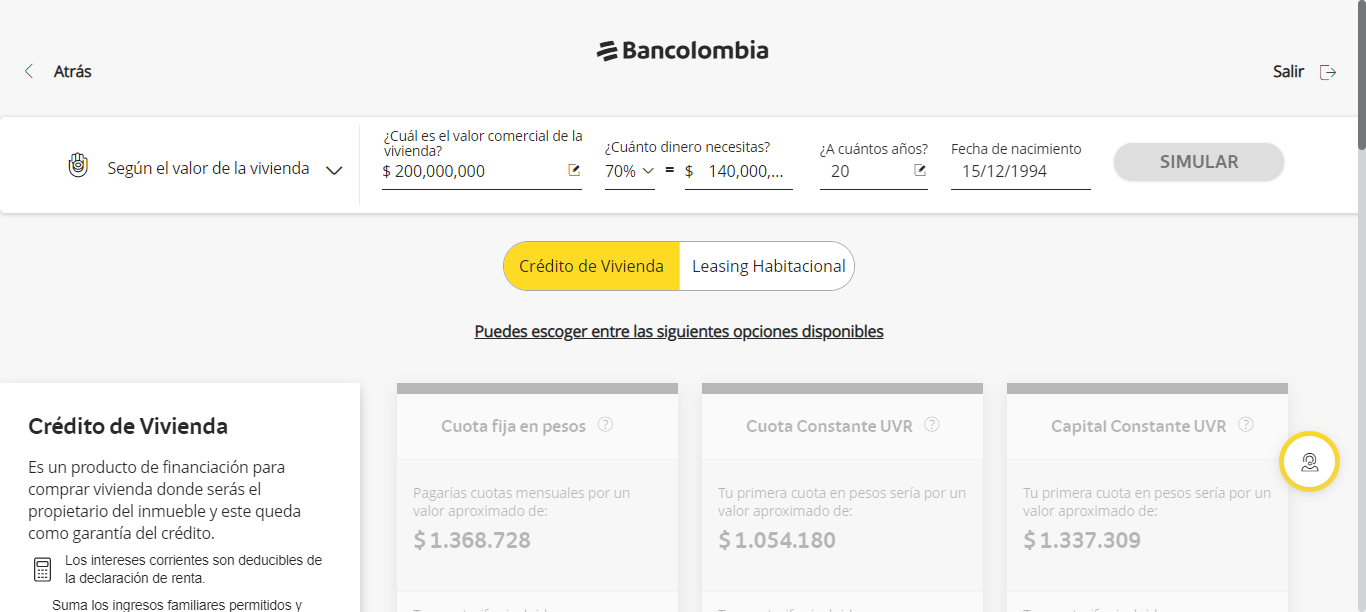 Bancolombia
Atrás
Salir
Según el valor de la vivienda
¿Cuál es el valor comercial de la
vivienda?
$ 200,000,000
¿Cuánto dinero necesitas?
70% = $ 140,000,...
¿A cuántos años?
20
Fecha de nacimiento
15/12/1994
SIMULAR
Crédito de Vivienda
Leasing Habitacional
Puedes escoger entre las siguientes opciones disponibles
Crédito de Vivienda
Es un producto de financiación para
comprar vivienda donde serás el
propietario del inmueble y este queda
como garantía del crédito.
Los intereses corrientes son deducibles de
la declaración de renta.
Suma los ingresos familiares permitidos y
Cuota fija en pesos ?
Pagarías cuotas mensuales por un
valor aproximado de:
$ 1.368.728
Cuota Constante UVR ?
Tu primera cuota en pesos sería por un
valor aproximado de:
$ 1.054.180
Capital Constante UVR ?
Tu primera cuota en pesos sería por un
valor aproximado de:
$ 1.337.309